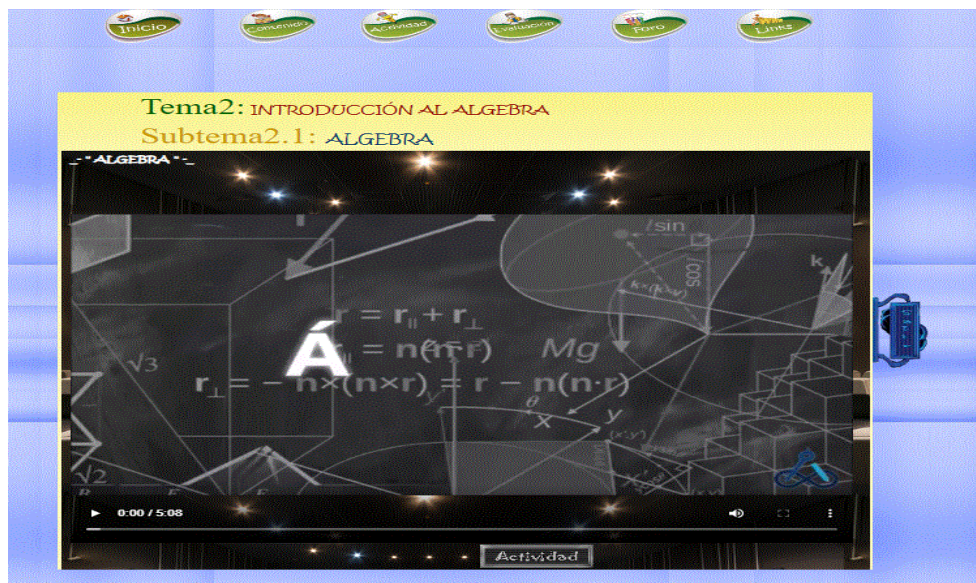 Inicio Contenido Actividad Evaluación Foro Links
Tema2: INTRODUCCIÓN AL ALGEBRA
Subtema2.1: ALGEBRA
_-*ALGEBRA*-_
l sin
l cos
k×(k×v)
k
Á
r = r∥ + r⊥
= n(n·r)
Mg
r⊥ = – n×(n×r) = r – n(n·r)
√3
θ
y
x
y
(x',y')
√2
0:00 / 5:08
Actividad